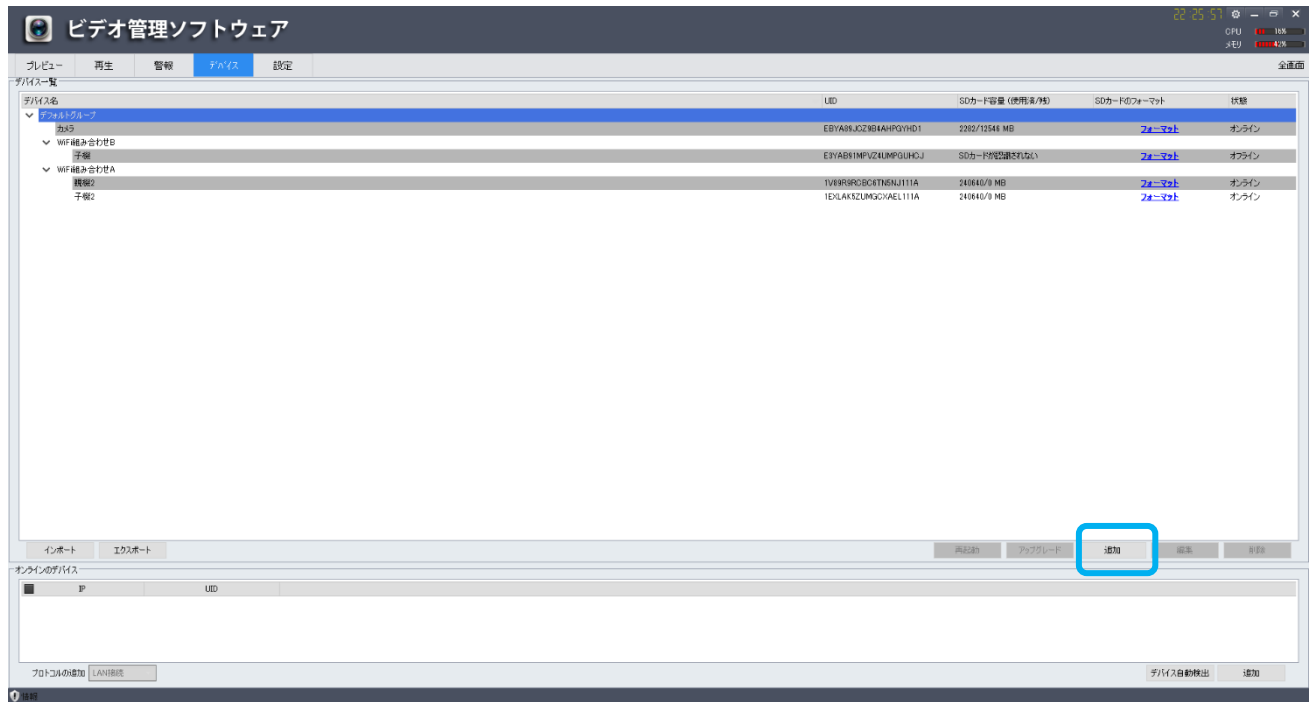 22:25:57
ビデオ管理ソフトウェア
CPU 16%
メモリ 42%
プレビュー 再生 警報 デバイス 設定 全画面
デバイス一覧
デバイス名 UID SDカード容量 (使用済/残) SDカードのフォーマット 状態
デフォルトグループ
カメラ 2202/12546 MB フォーマット オンライン
WiFi組み合わせB
子機 SDカードが認識されない フォーマット オフライン
WiFi組み合わせA
親機2 240640/0 MB フォーマット オンライン
子機2 240640/0 MB フォーマット オンライン
インポート エクスポート 再起動 アップグレード 追加 編集 削除
オンラインのデバイス
IP UID
プロトコルの追加 LAN接続 デバイス自動検出 追加
情報